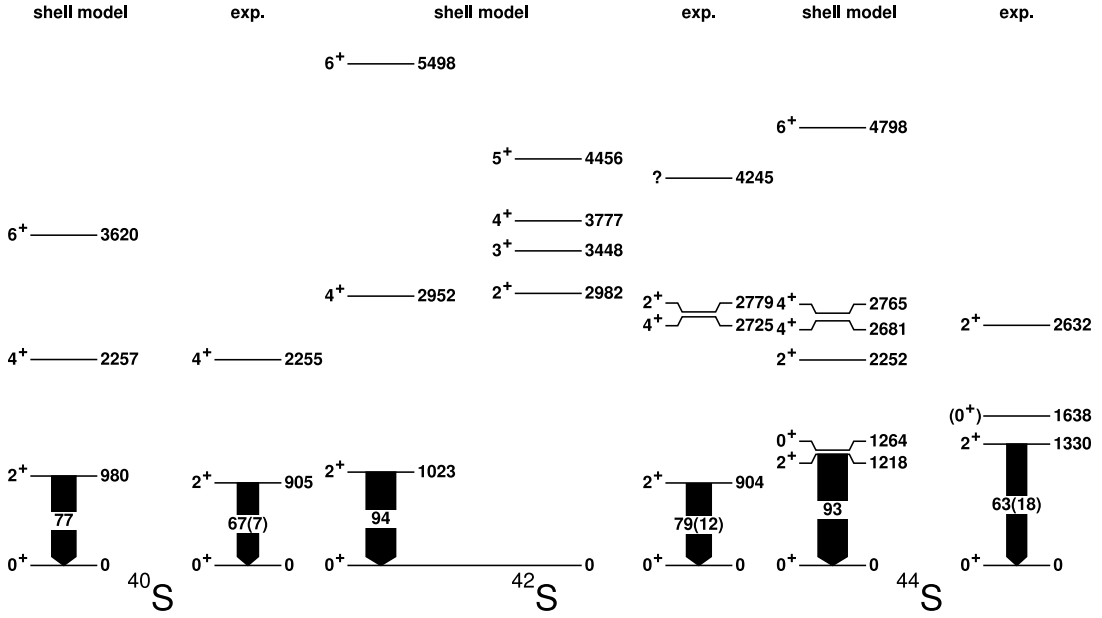 shell model exp. shell model exp. shell model exp.
6+ 5498
6+ 4798
5+ 4456
? 4245
4+ 3777
6+ 3620
3+ 3448
4+ 2952 2+ 2982
2+ 2779 4+ 2765
4+ 2725 4+ 2681 2+ 2632
4+ 2257 4+ 2255 2+ 2252
(0+) 1638
0+ 1264 2+ 1330
2+ 980 2+ 905 2+ 1023 2+ 904 2+ 1218
77 67(7) 94 79(12) 93 63(18)
0+ 0 0+ 0 0+ 0 0+ 0 0+ 0 0+ 0
40S 42S 44S